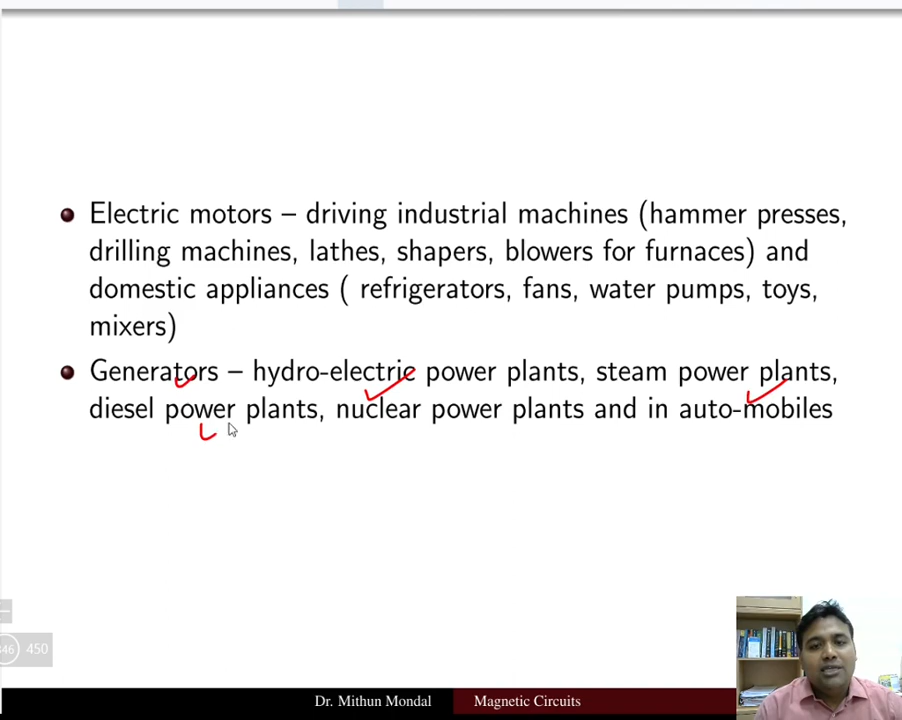 Electric motors – driving industrial machines (hammer presses,
drilling machines, lathes, shapers, blowers for furnaces) and
domestic appliances ( refrigerators, fans, water pumps, toys,
mixers)
Generators – hydro-electric power plants, steam power plants,
diesel power plants, nuclear power plants and in auto-mobiles
46 450
Dr. Mithun Mondal Magnetic Circuits